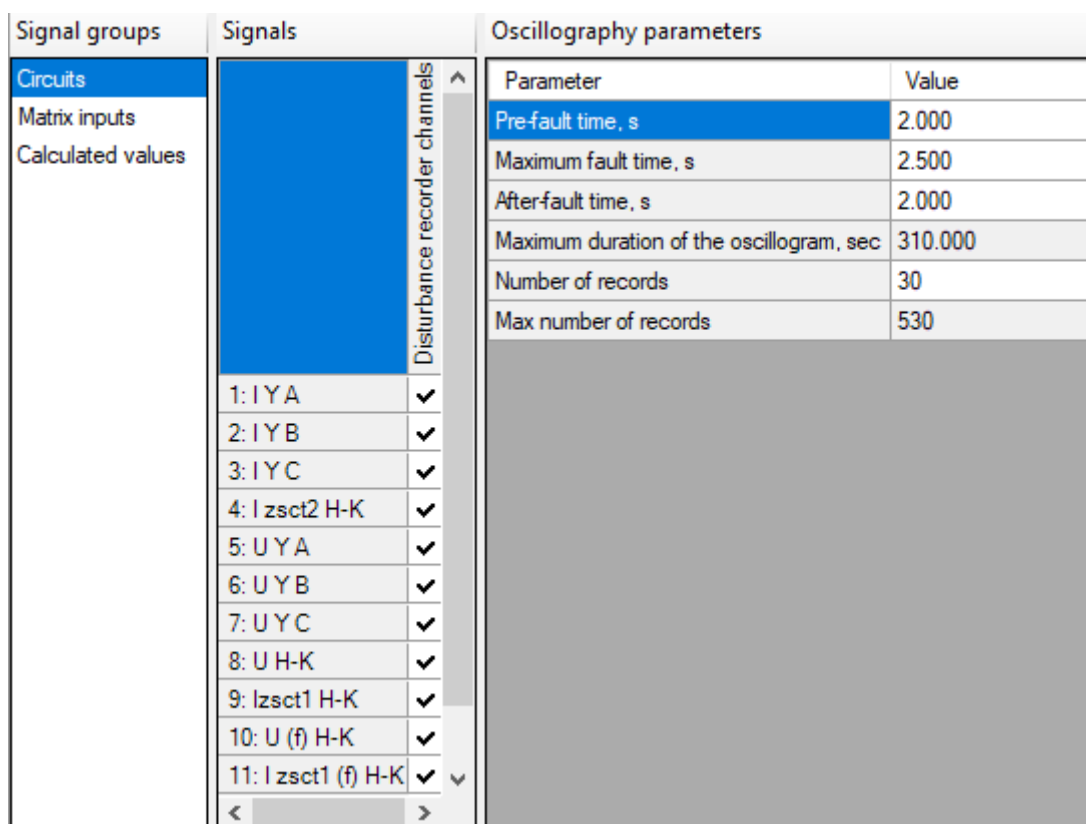 Signal groups
Circuits
Matrix inputs
Calculated values
Signals
Disturbance recorder channels
1: I Y A
2: I Y B
3: I Y C
4: I zsct2 H-K
5: U Y A
6: U Y B
7: U Y C
8: U H-K
9: Izsct1 H-K
10: U (f) H-K
11: I zsct1 (f) H-K
Oscillography parameters
Parameter Value
Pre-fault time, s 2.000
Maximum fault time, s 2.500
After-fault time, s 2.000
Maximum duration of the oscillogram, sec 310.000
Number of records 30
Max number of records 530